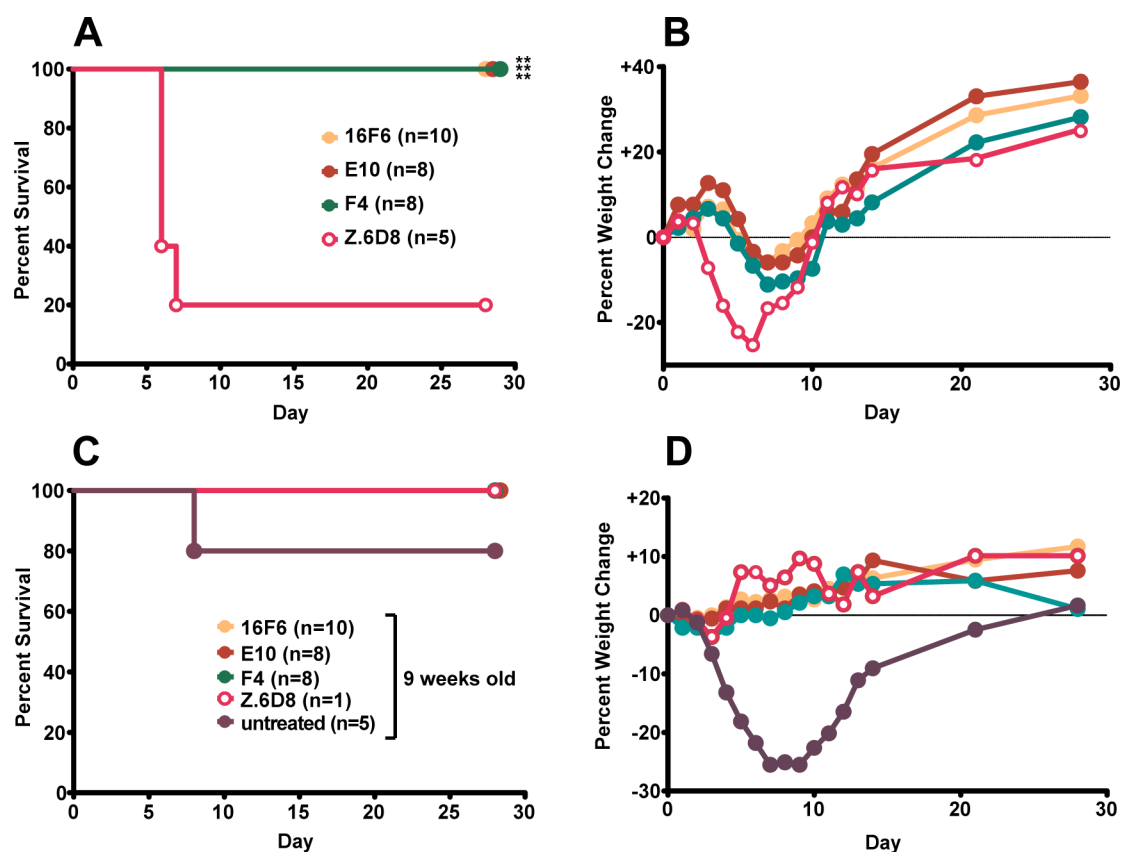 A
Percent Survival
100
80
60
40
20
0
0 5 10 15 20 25 30
Day
**
**
**
16F6 (n=10)
E10 (n=8)
F4 (n=8)
Z.6D8 (n=5)
B
Percent Weight Change
+40
+20
0
-20
0 10 20 30
Day
C
Percent Survival
100
80
60
40
20
0
0 5 10 15 20 25 30
Day
16F6 (n=10)
E10 (n=8)
F4 (n=8)
Z.6D8 (n=1)
untreated (n=5)
9 weeks old
D
Percent Weight Change
+20
+10
0
-10
-20
-30
0 10 20 30
Day